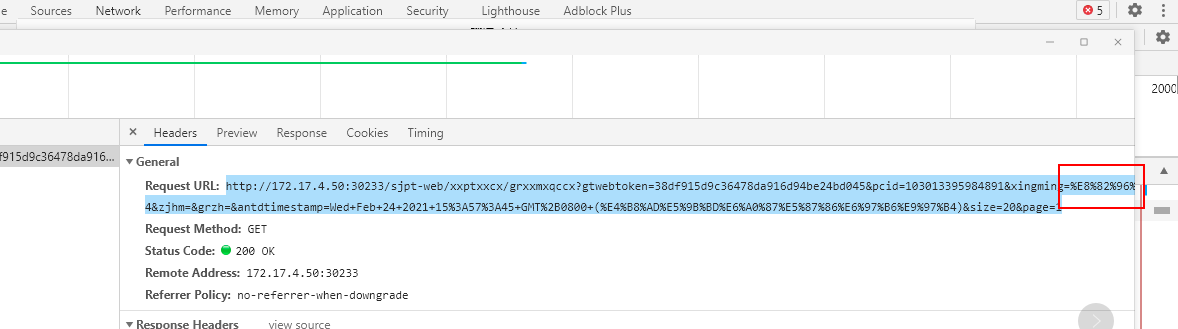 e Sources Network Performance Memory Application Security Lighthouse Adblock Plus 5
2000
f915d9c36478da916...
Headers Preview Response Cookies Timing
General
Request URL: http://172.17.4.50:30233/sjpt-web/xxptxxcx/grxxmxqccx?gtwebtoken=38df915d9c36478da916d94be24bd045&pcid=103013395984891&xingming=%E8%82%96%
4&zjhm=&grzh=&antdtimestamp=Wed+Feb+24+2021+15%3A57%3A45+GMT%2B0800+(%E4%B8%AD%E5%9B%BD%E6%A0%87%E5%87%86%E6%97%B6%E9%97%B4)&size=20&page=1
Request Method: GET
Status Code: 200 OK
Remote Address: 172.17.4.50:30233
Referrer Policy: no-referrer-when-downgrade
Response Headers view source